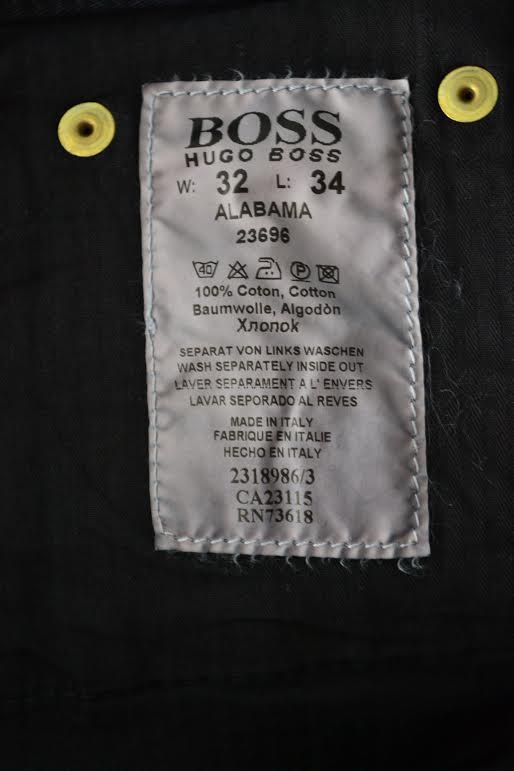 BOSS
HUGO BOSS
W: 32 L: 34
ALABAMA
23696
40 P
100% Coton, Cotton
Baumwolle, Algodòn
Хлопок
SEPARAT VON LINKS WASCHEN
WASH SEPARATELY INSIDE OUT
LAVER SEPARAMENT A L' ENVERS
LAVAR SEPORADO AL REVES
MADE IN ITALY
FABRIQUE EN ITALIE
HECHO EN ITALY
2318986/3
CA23115
RN73618